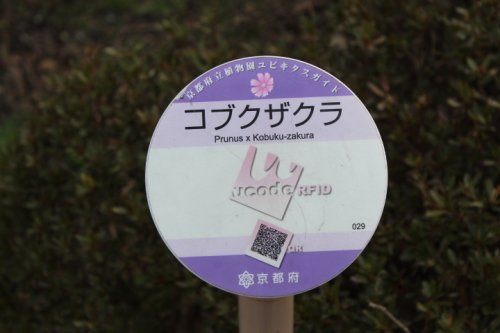 京都府立植物園ユビキタスガイド
コブクザクラ
Prunus x Kobuku-zakura
ucode RFID
029
QR
京都府